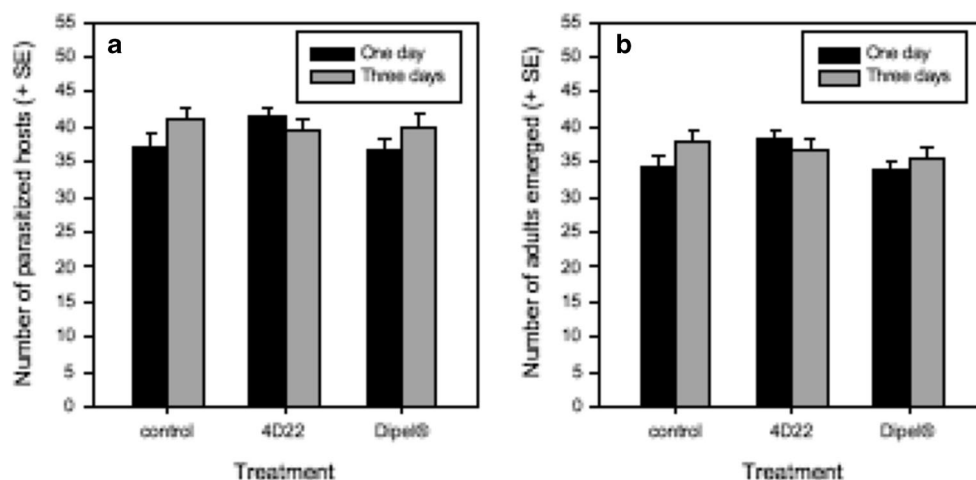 a
One day
Three days
Number of parasitized hosts (+ SE)
55
50
45
40
35
30
25
20
15
10
5
0
control
4D22
Dipel®
Treatment
b
One day
Three days
Number of adults emerged (+ SE)
55
50
45
40
35
30
25
20
15
10
5
0
control
4D22
Dipel®
Treatment